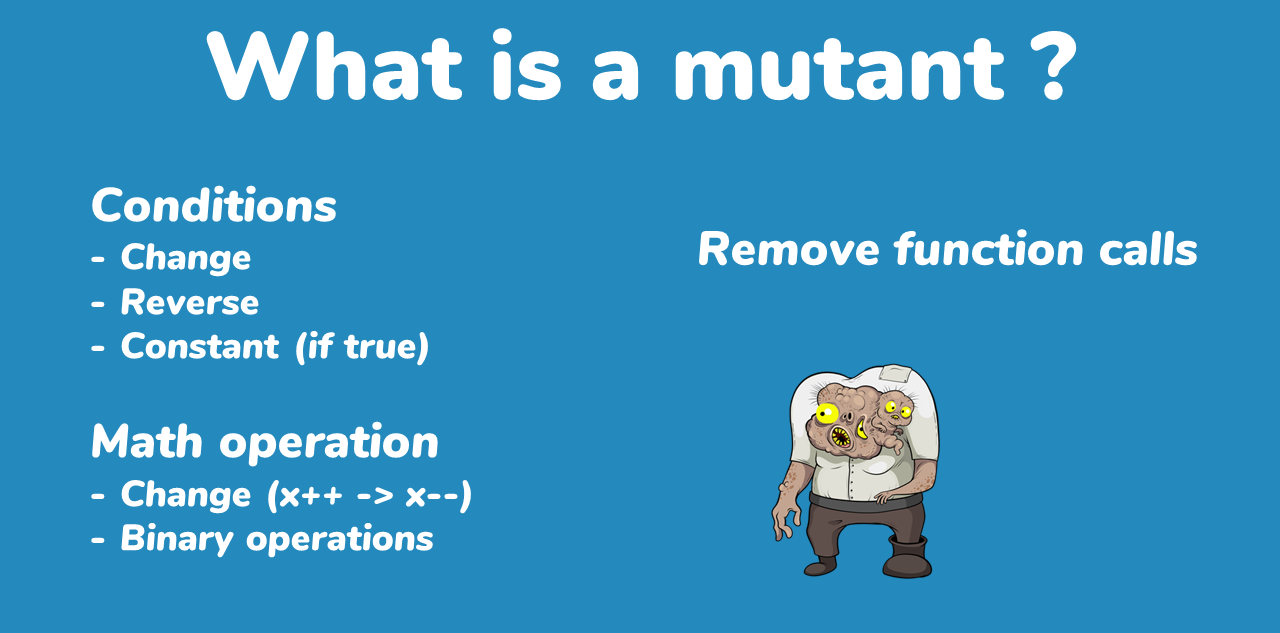 What is a mutant ?
Conditions
- Change
- Reverse
- Constant (if true)
Math operation
- Change (x++ -> x--)
- Binary operations
Remove function calls